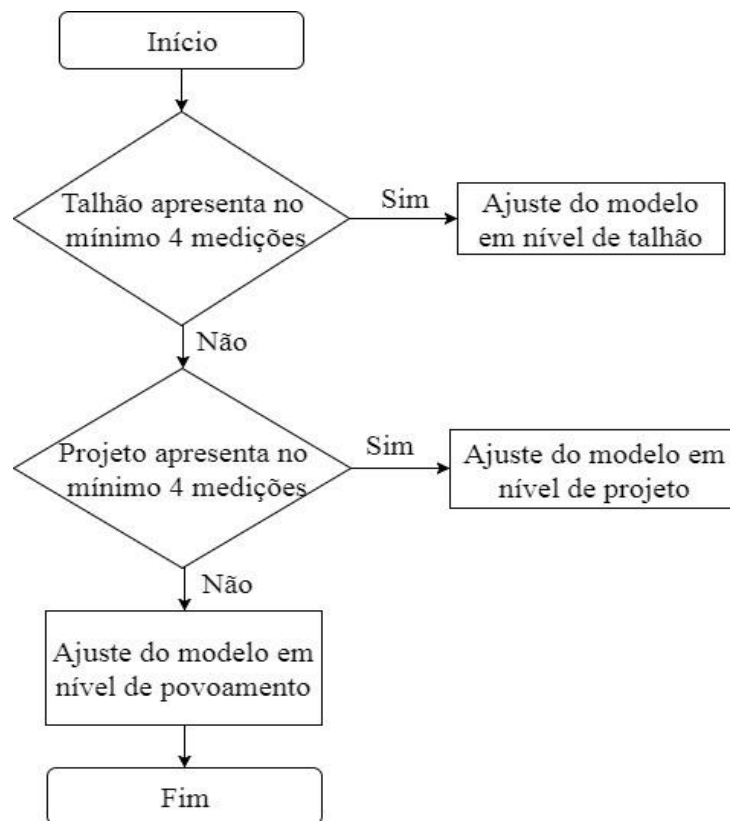 Início
Talhão apresenta no
mínimo 4 medições
Sim
Ajuste do modelo
em nível de talhão
Não
Projeto apresenta no
mínimo 4 medições
Sim
Ajuste do modelo em
nível de projeto
Não
Ajuste do modelo em
nível de povoamento
Fim